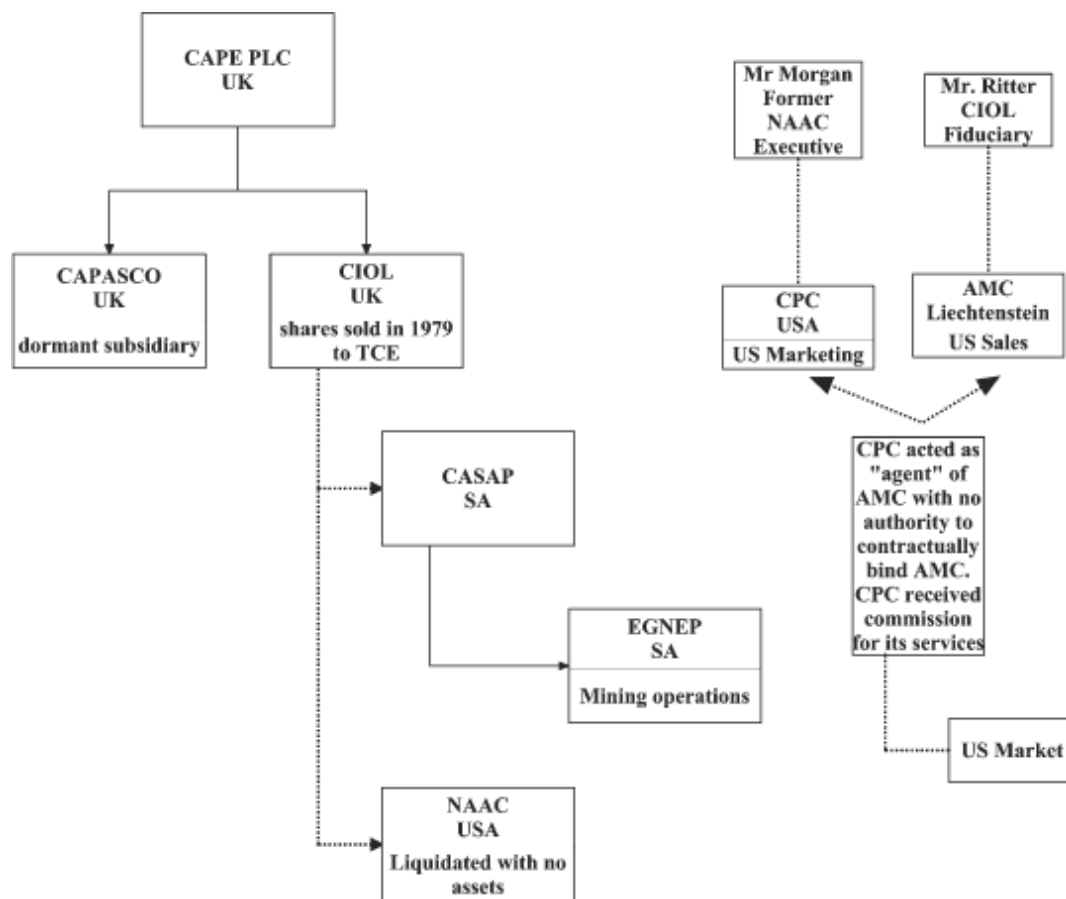 CAPE PLC
UK
Mr Morgan
Former
NAAC
Executive
Mr. Ritter
CIOL
Fiduciary
CAPASCO
UK
dormant subsidiary
CIOL
UK
shares sold in 1979
to TCE
CPC
USA
US Marketing
AMC
Liechtenstein
US Sales
CASAP
SA
CPC acted as
"agent" of
AMC with no
authority to
contractually
bind AMC.
CPC received
commission
for its services
EGNEP
SA
Mining operations
US Market
NAAC
USA
Liquidated with no
assets